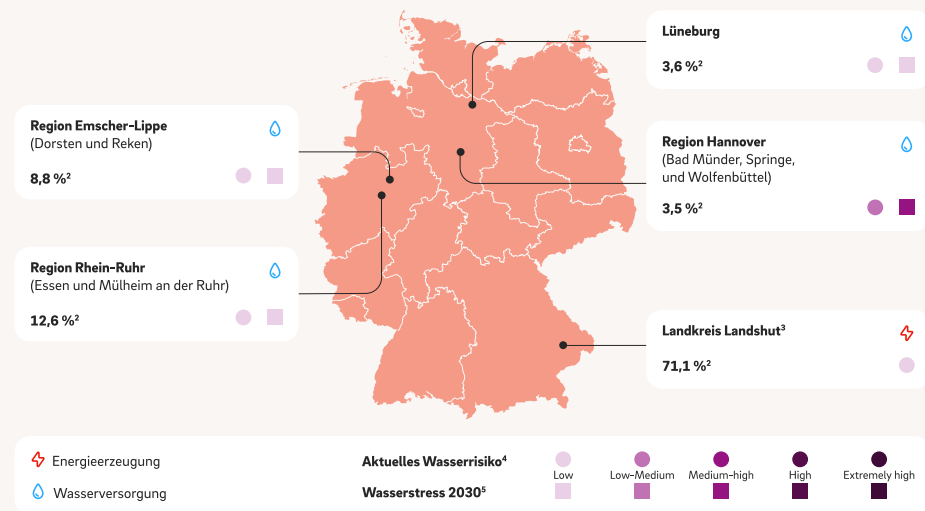 Lüneburg
3,6 %²
Region Emscher-Lippe
(Dorsten und Reken)
8,8 %²
Region Hannover
(Bad Münder, Springe,
und Wolfenbüttel)
3,5 %²
Region Rhein-Ruhr
(Essen und Mülheim an der Ruhr)
12,6 %²
Landkreis Landshut³
71,1 %²
Energieerzeugung
Wasserversorgung
Aktuelles Wasserrisiko⁴
Low Low-Medium Medium-high High Extremely high
Wasserstress 2030⁵